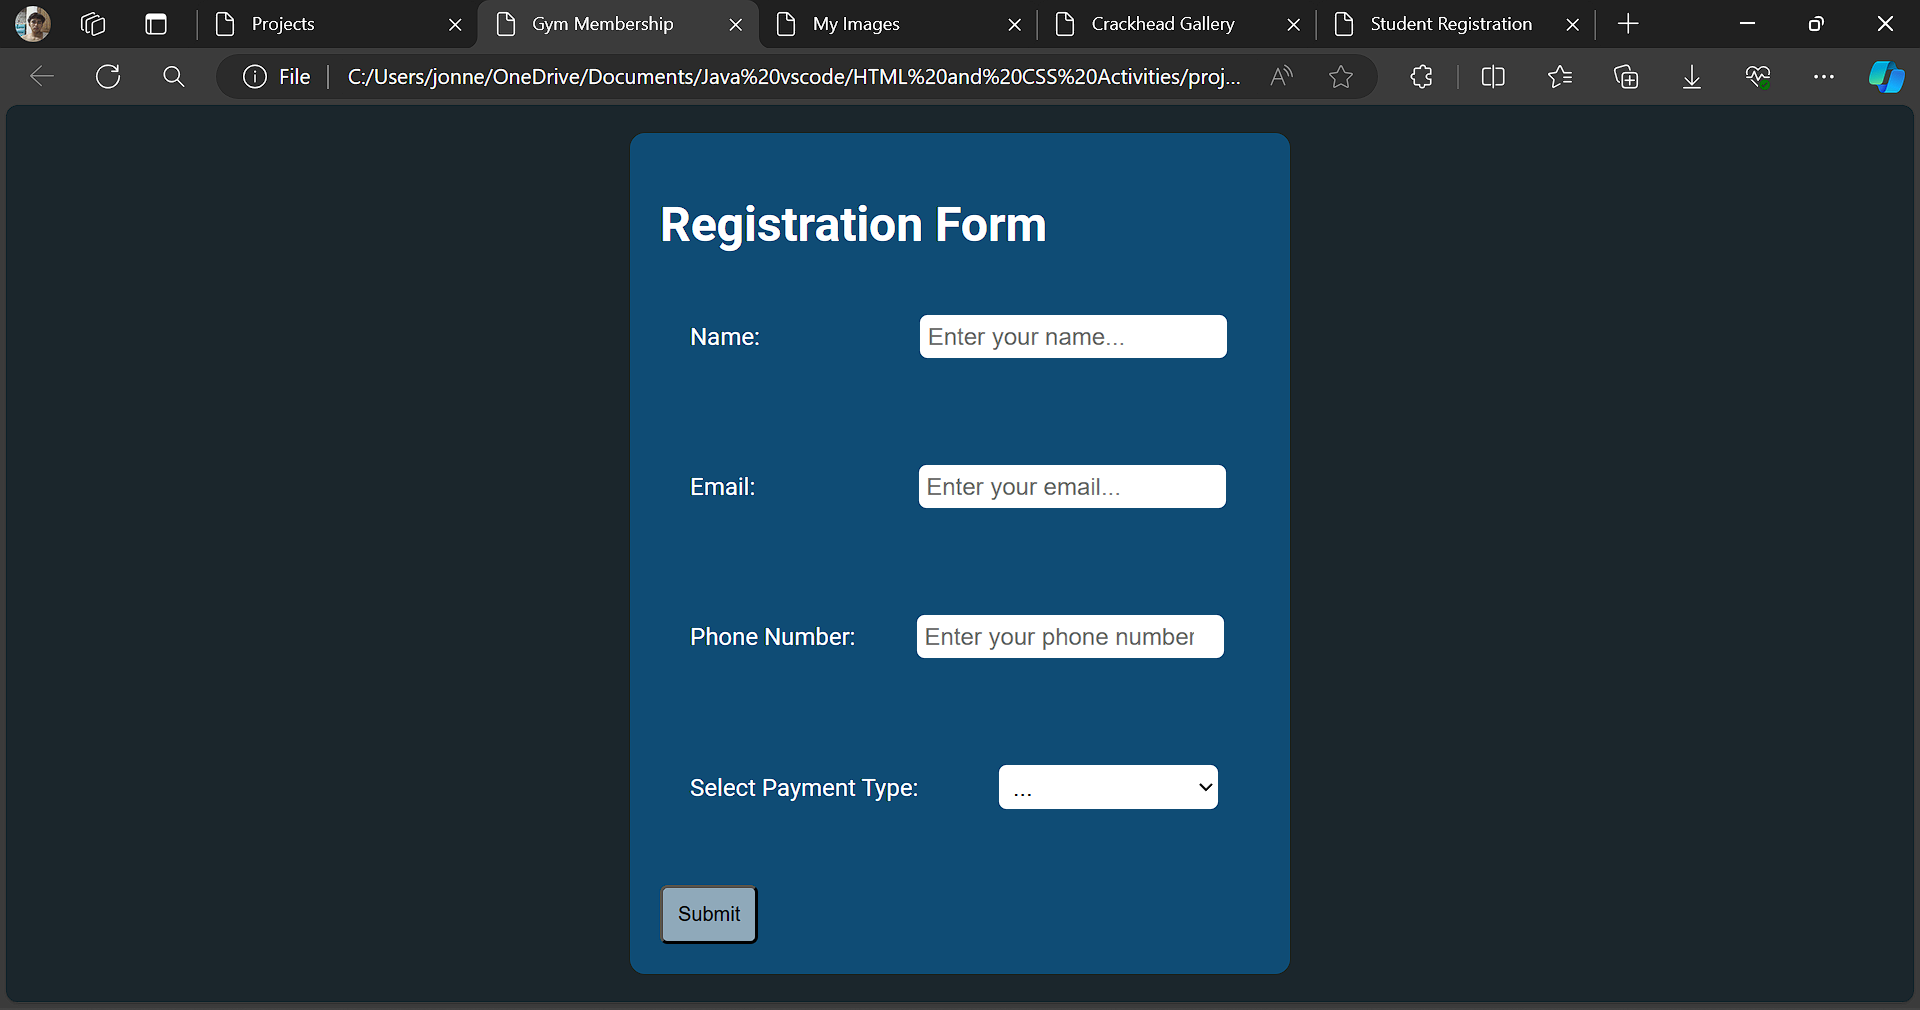 Projects
Gym Membership
My Images
Crackhead Gallery
Student Registration
File
C:/Users/jonne/OneDrive/Documents/Java%20vscode/HTML%20and%20CSS%20Activities/proj...
Registration Form
Name:
Enter your name...
Email:
Enter your email...
Phone Number:
Enter your phone number
Select Payment Type:
...
Submit